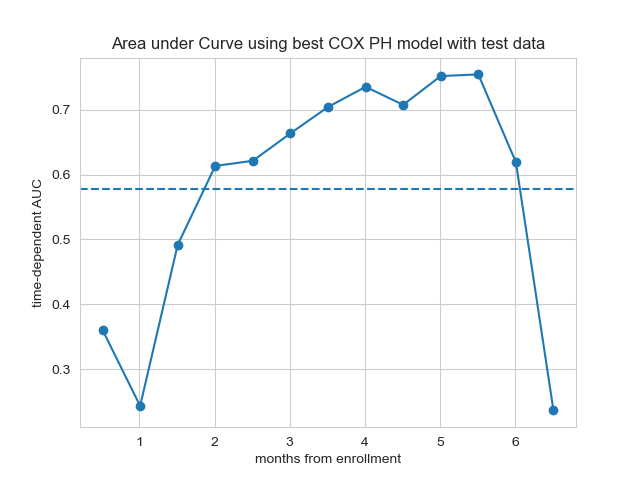 Area under Curve using best COX PH model with test data
time-dependent AUC
0.7
0.6
0.5
0.4
0.3
1 2 3 4 5 6
months from enrollment